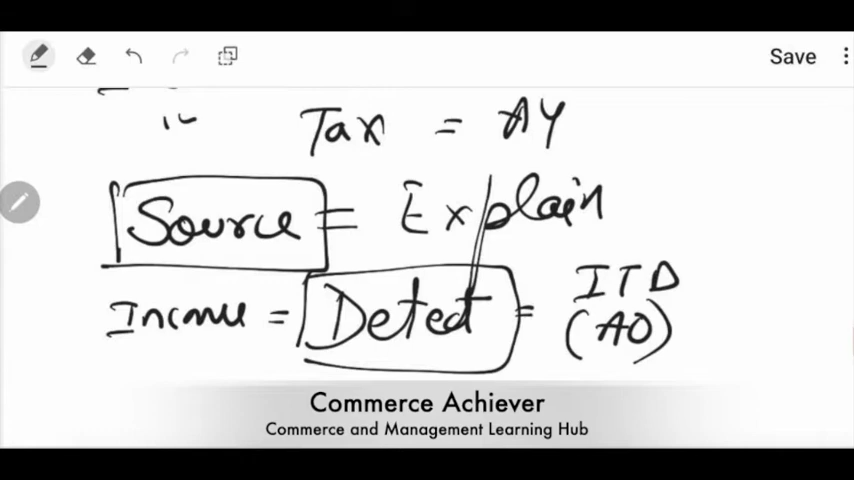 Save
Tax = AY
Source = Explain
Income = Detect = ITD
(AO)
Commerce Achiever
Commerce and Management Learning Hub